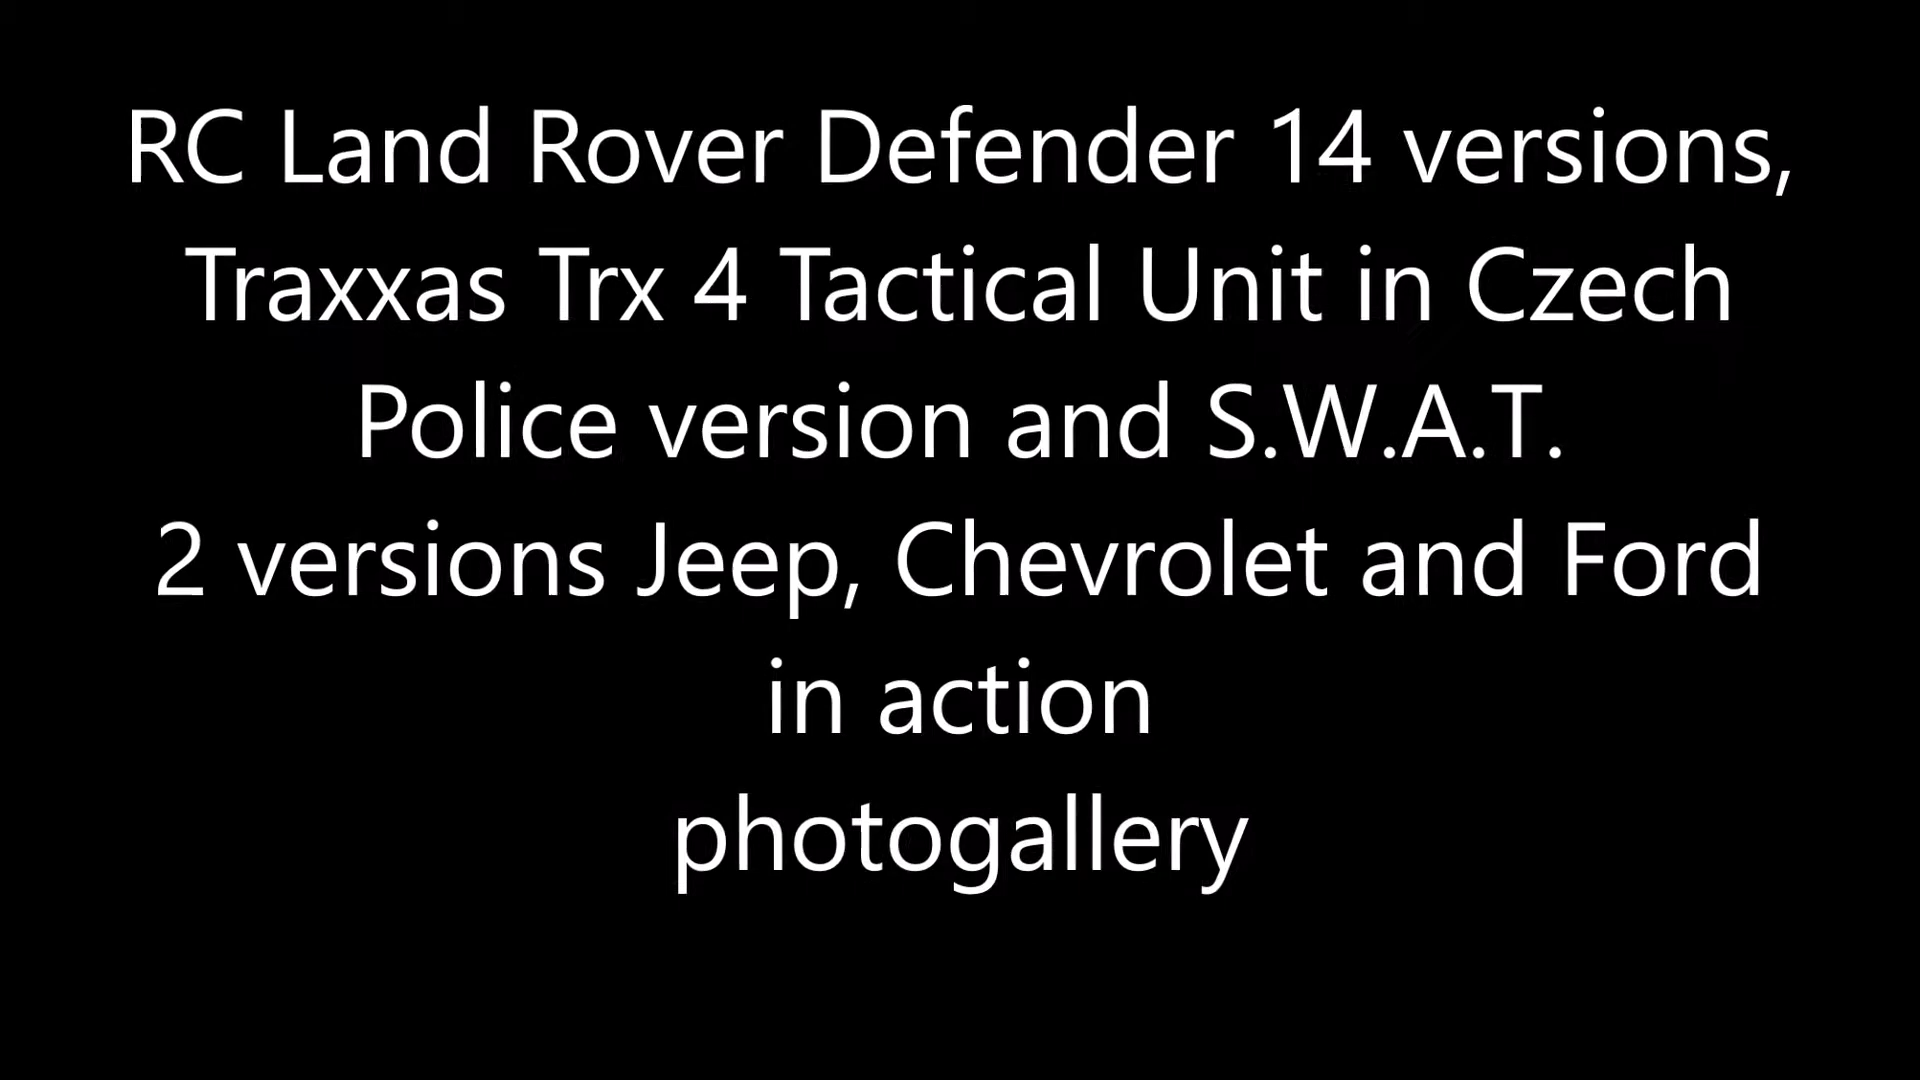 RC Land Rover Defender 14 versions,
Traxxas Trx 4 Tactical Unit in Czech
Police version and S.W.A.T.
2 versions Jeep, Chevrolet and Ford
in action
photogallery